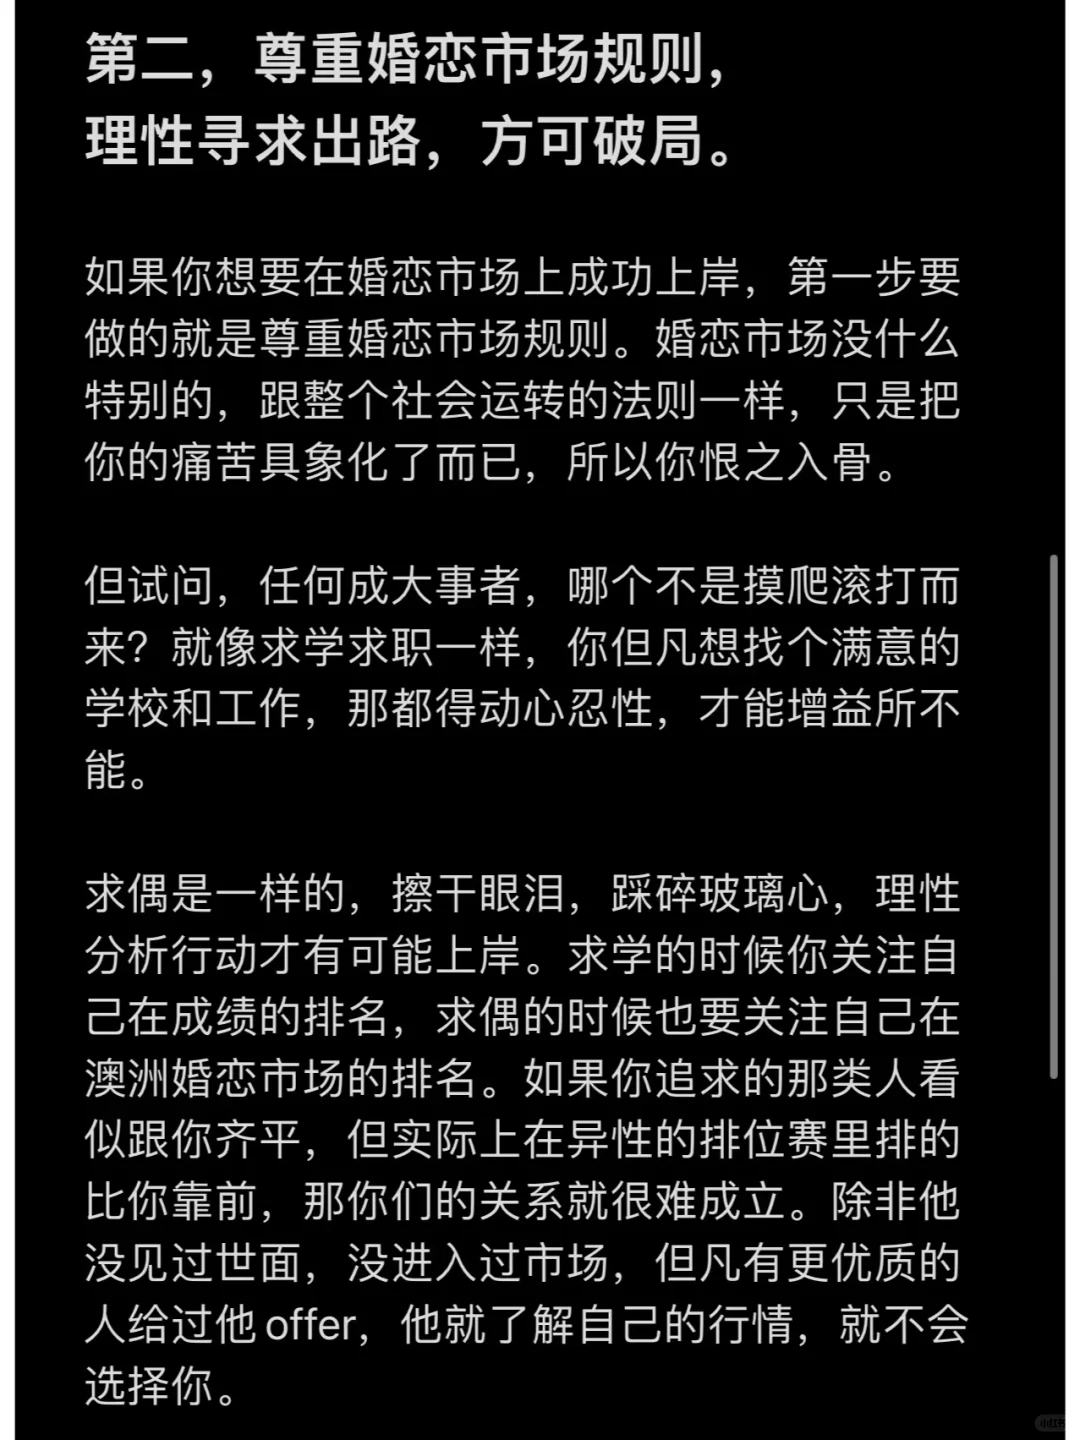 第二，尊重婚恋市场规则，
理性寻求出路，方可破局。
如果你想要在婚恋市场上成功上岸，第一步要
做的就是尊重婚恋市场规则。婚恋市场没什么
特别的，跟整个社会运转的法则一样，只是把
你的痛苦具象化了而已，所以你恨之入骨。
但试问，任何成大事者，哪个不是摸爬滚打而
来？就像求学求职一样，你但凡想找个满意的
学校和工作，那都得动心忍性，才能增益所不
能。
求偶是一样的，擦干眼泪，踩碎玻璃心，理性
分析行动才有可能上岸。求学的时候你关注自
己在成绩的排名，求偶的时候也要关注自己在
澳洲婚恋市场的排名。如果你追求的那类人看
似跟你齐平，但实际上在异性的排位赛里排的
比你靠前，那你们的关系就很难成立。除非他
没见过世面，没进入过市场，但凡有更优质的
人给过他 offer，他就了解自己的行情，就不会
选择你。